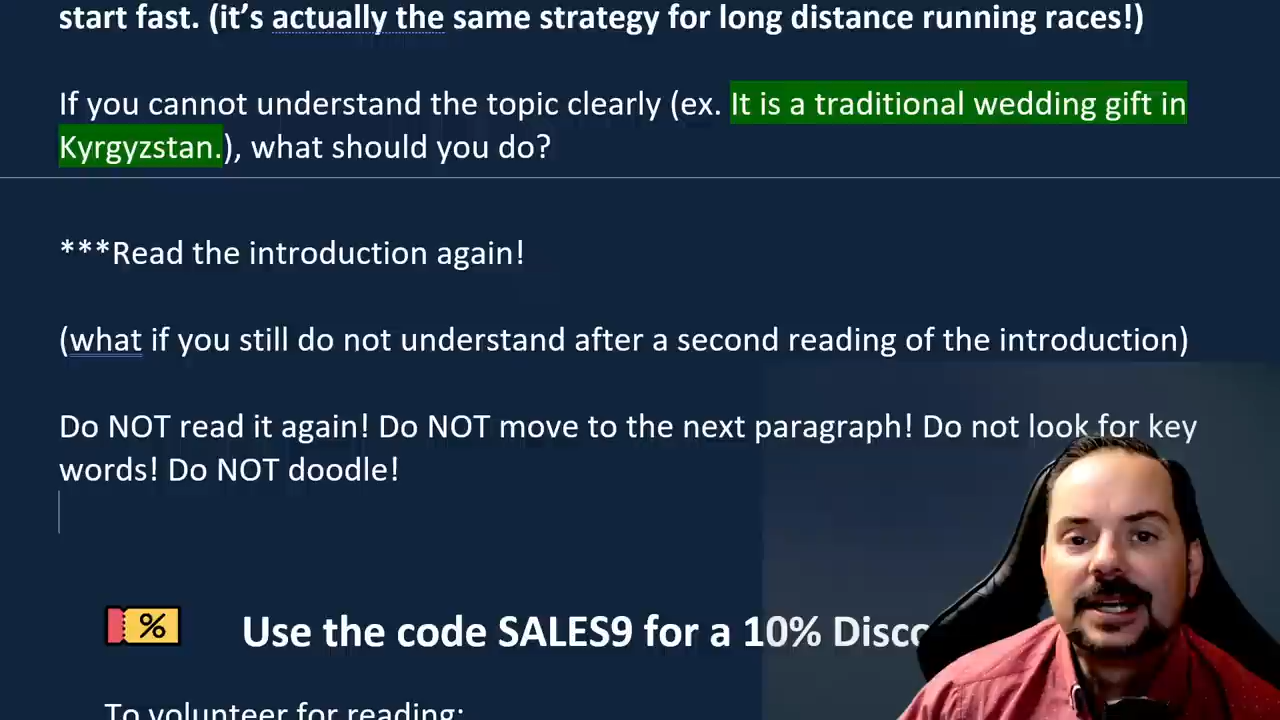 start fast. (it’s actually the same strategy for long distance running races!)
If you cannot understand the topic clearly (ex. It is a traditional wedding gift in
Kyrgyzstan.), what should you do?
***Read the introduction again!
(what if you still do not understand after a second reading of the introduction)
Do NOT read it again! Do NOT move to the next paragraph! Do not look for key
words! Do NOT doodle!
%
Use the code SALES9 for a 10%
To volunteer for reading: